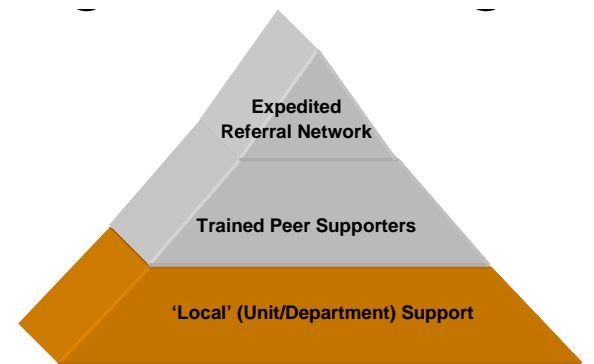 Expedited
Referral Network
Trained Peer Supporters
‘Local’ (Unit/Department) Support